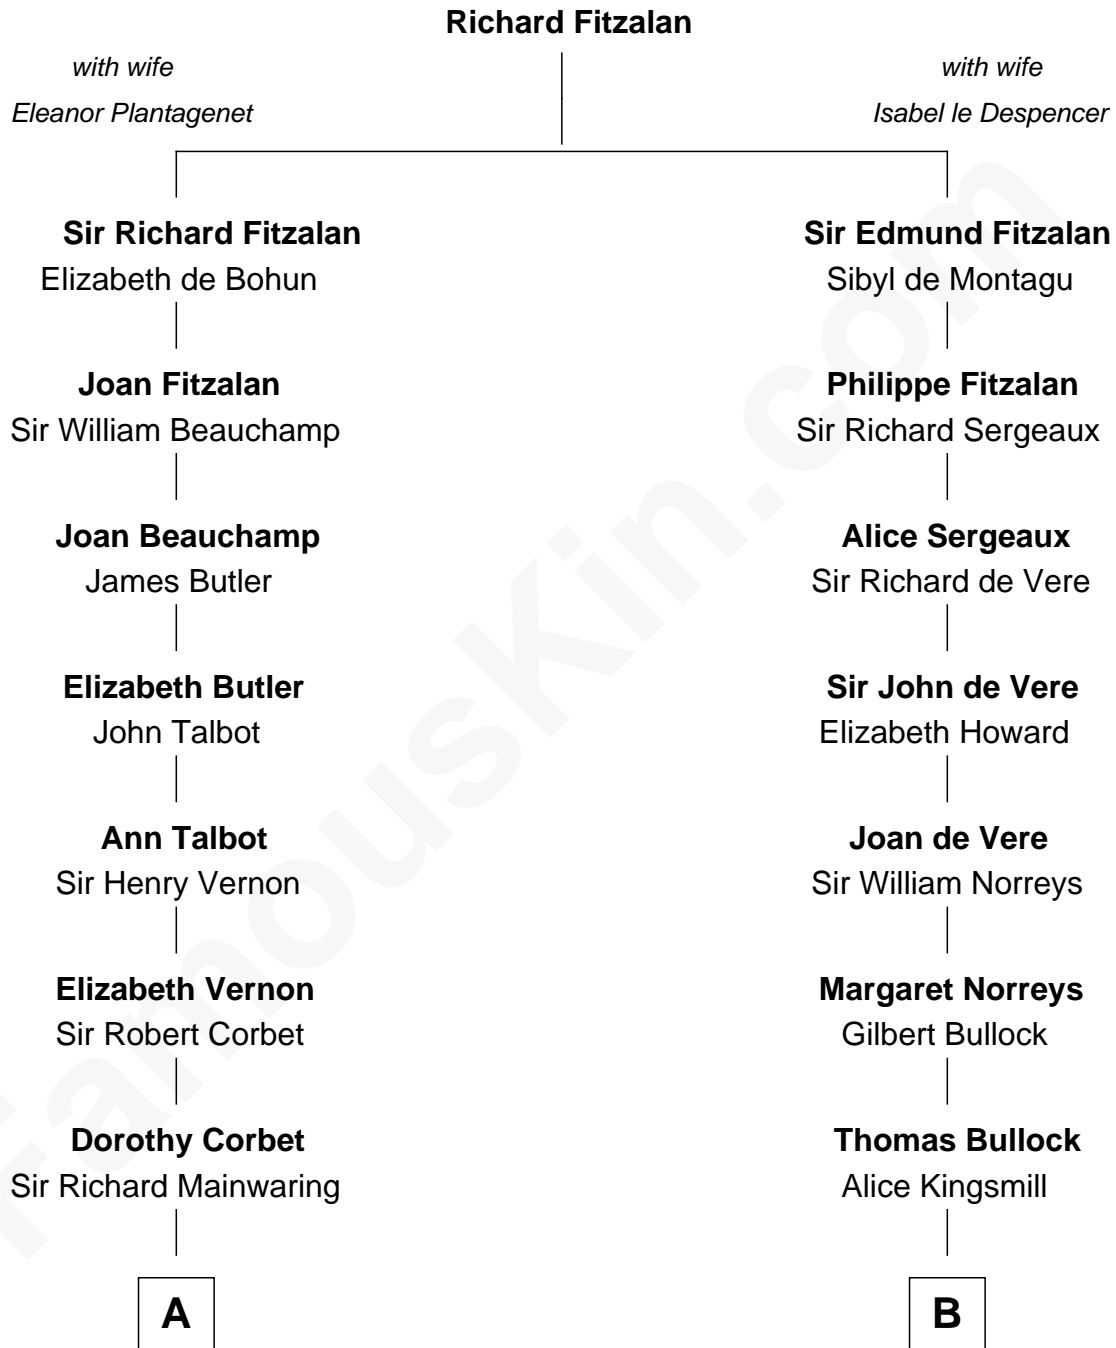 Richard Fitzalan
with wife
Eleanor Plantagenet
with wife
Isabel le Despencer
Sir Richard Fitzalan
Elizabeth de Bohun
Sir Edmund Fitzalan
Sibyl de Montagu
Joan Fitzalan
Sir William Beauchamp
Philippe Fitzalan
Sir Richard Sergeaux
Joan Beauchamp
James Butler
Alice Sergeaux
Sir Richard de Vere
Elizabeth Butler
John Talbot
Sir John de Vere
Elizabeth Howard
Ann Talbot
Sir Henry Vernon
Joan de Vere
Sir William Norreys
Elizabeth Vernon
Sir Robert Corbet
Margaret Norreys
Gilbert Bullock
Dorothy Corbet
Sir Richard Mainwaring
Thomas Bullock
Alice Kingsmill
A
B
FamousKin.com